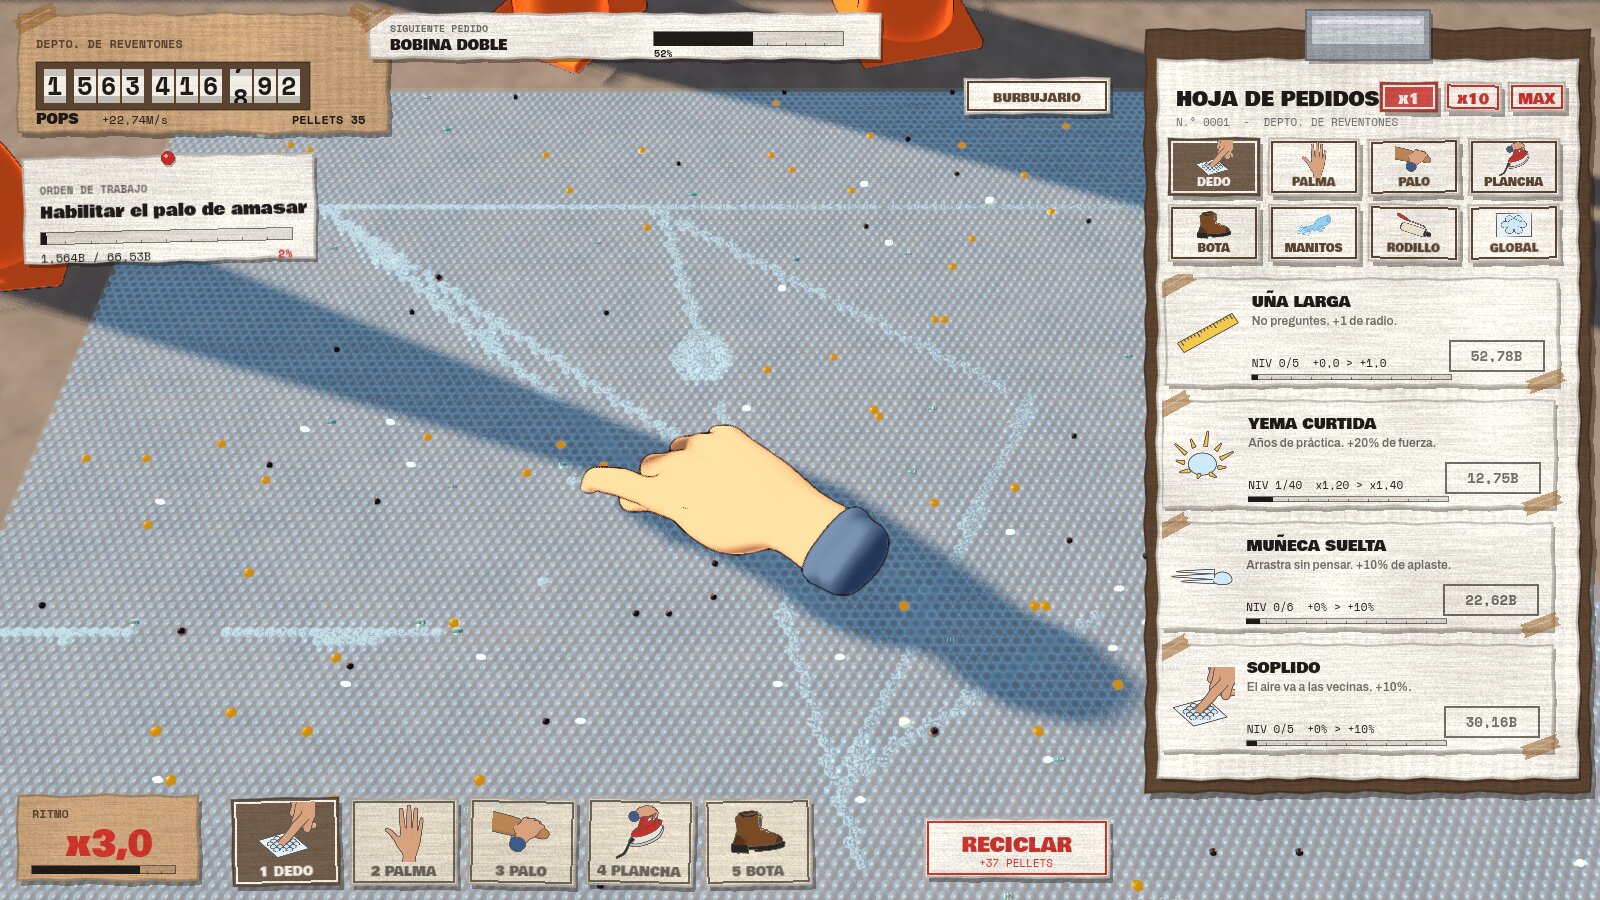 DEPTO. DE REVENTONES
1 563 416 892
POPS +22,74M/s PELLETS 35
SIGUIENTE PEDIDO
BOBINA DOBLE
52%
BURBUJARIO
ORDEN DE TRABAJO
Habilitar el palo de amasar
1,564B / 66,53B 2%
HOJA DE PEDIDOS x1 x10 MAX
N.° 0001 - DEPTO. DE REVENTONES
DEDO PALMA PALO PLANCHA
BOTA MANITOS RODILLO GLOBAL
UÑA LARGA
No preguntes. +1 de radio.
NIV 0/5 +0,0 > +1,0 52,78B
YEMA CURTIDA
Años de práctica. +20% de fuerza.
NIV 1/40 x1,20 > x1,40 12,75B
MUÑECA SUELTA
Arrastra sin pensar. +10% de aplaste.
NIV 0/6 +0% > +10% 22,62B
SOPLIDO
El aire va a las vecinas. +10%.
NIV 0/5 +0% > +10% 30,16B
RITMO
x3,0
1 DEDO 2 PALMA 3 PALO 4 PLANCHA 5 BOTA
RECICLAR
+37 PELLETS